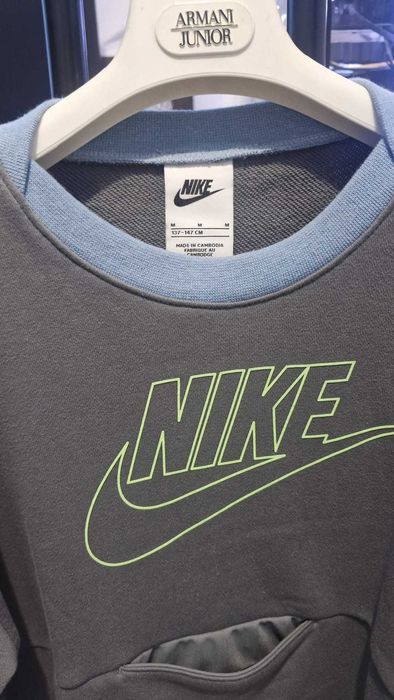 ARMANI
JUNIOR
NIKE
M M M
137-147 CM
MADE IN CAMBODIA
FABRIQUÉ AU
CAMBODGE
NIKE